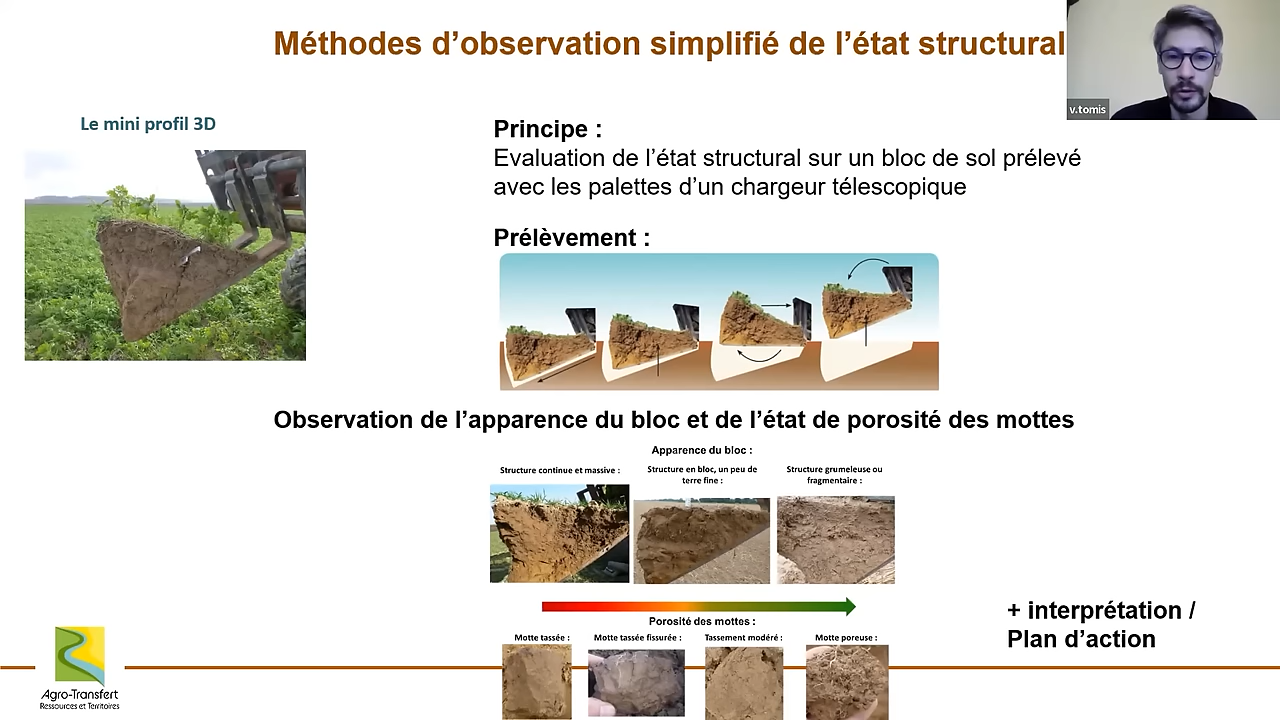 Méthodes d’observation simplifié de l’état structural
v.tomis
Le mini profil 3D
Principe :
Evaluation de l’état structural sur un bloc de sol prélevé
avec les palettes d’un chargeur télescopique
Prélèvement :
Observation de l’apparence du bloc et de l’état de porosité des mottes
Apparence du bloc :
Structure continue et massive :
Structure en bloc, un peu de
terre fine :
Structure grumeleuse ou
fragmentaire :
Porosité des mottes :
Motte tassée :
Motte tassée fissurée :
Tassement modéré :
Motte poreuse :
+ interprétation /
Plan d’action
Agro-Transfert
Ressources et Territoires